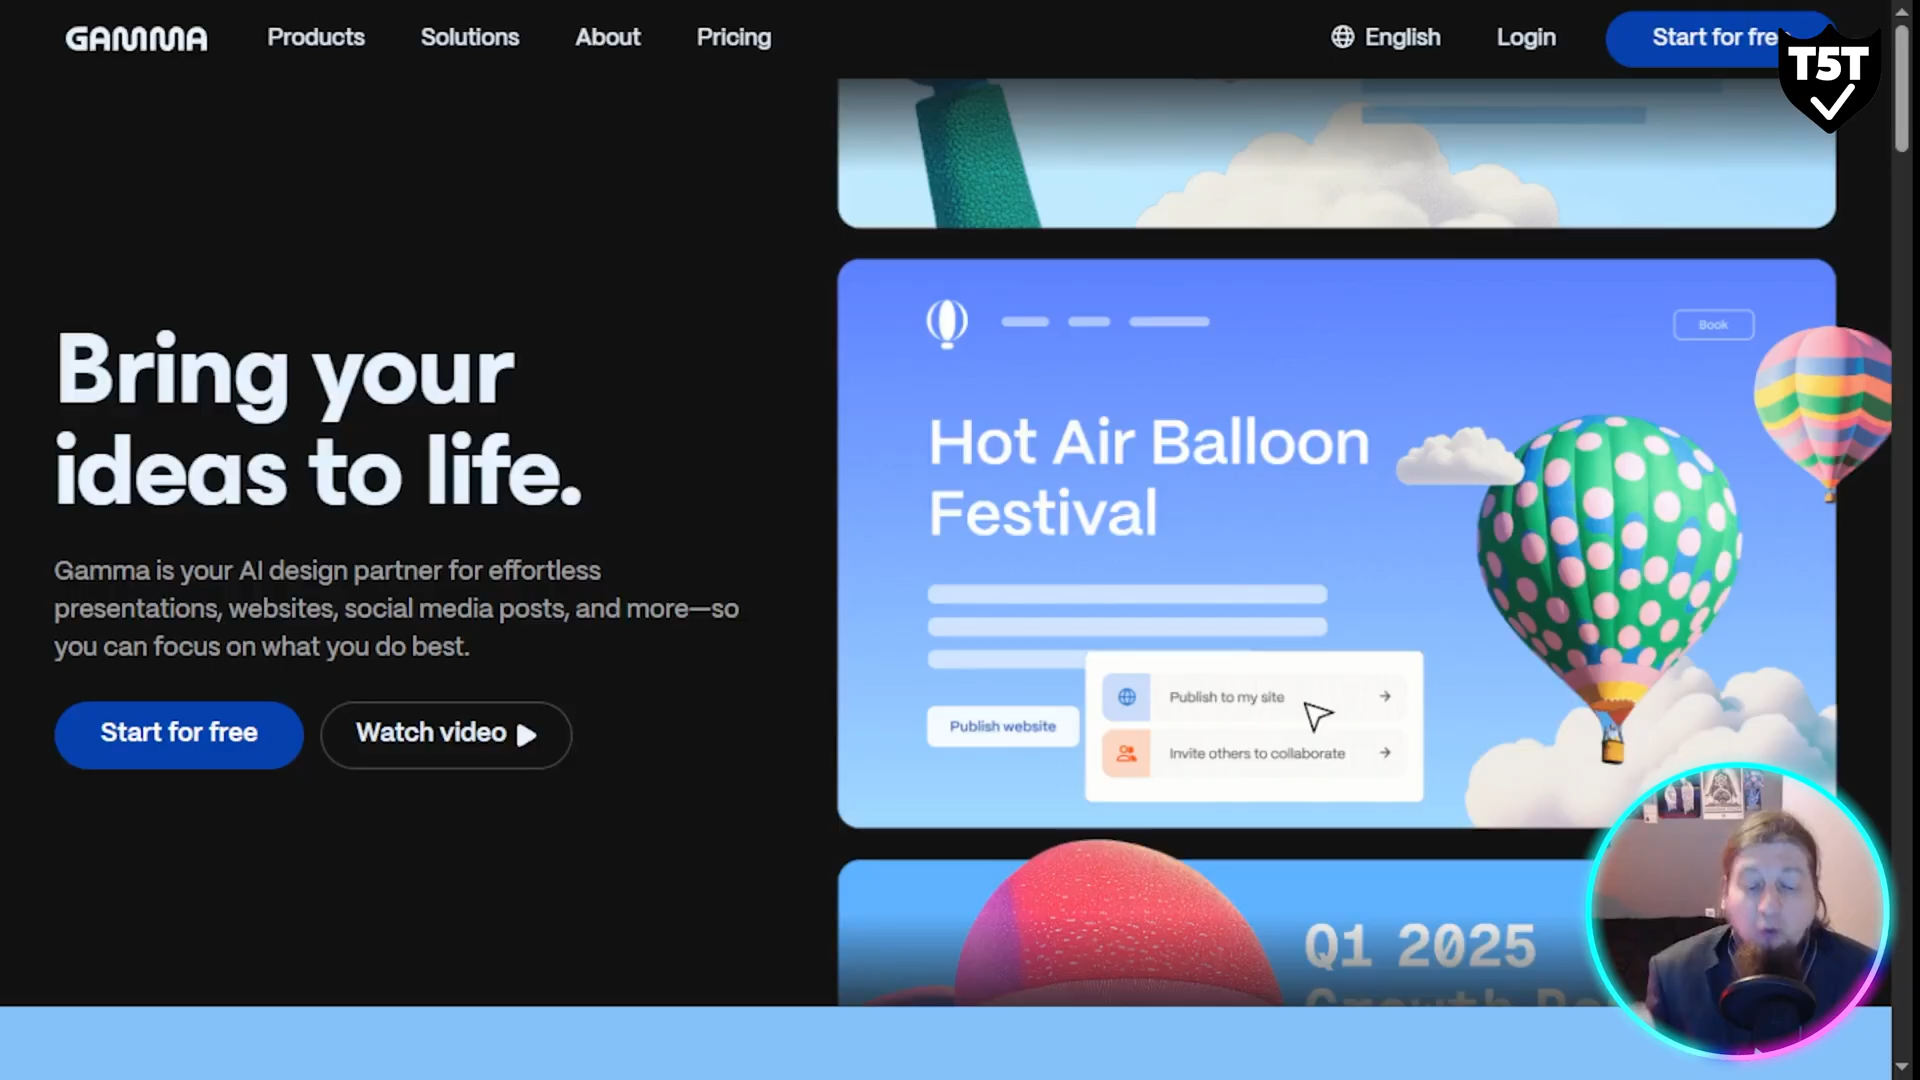 GAMMA
Products
Solutions
About
Pricing
English
Login
Start for free
T5T
Book
Hot Air Balloon
Festival
Publish website
Publish to my site
Invite others to collaborate
Bring your
ideas to life.
Gamma is your AI design partner for effortless
presentations, websites, social media posts, and more—so
you can focus on what you do best.
Start for free
Watch video
Q1 2025
Growth